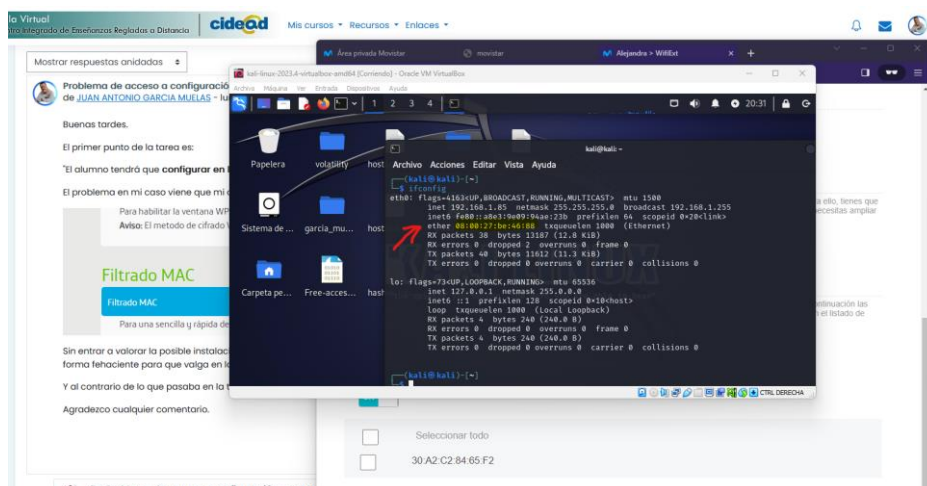 la Virtual
ntro Integrado de Enseñanzas Regladas a Distancia
cidead
Mis cursos
Recursos
Enlaces
Mostrar respuestas anidadas
Problema de acceso a configuració
de JUAN ANTONIO GARCIA MUELAS - lu
Buenas tardes.
El primer punto de la tarea es:
"El alumno tendrá que configurar en l
El problema en mi caso viene que mi
Para habilitar la ventana WP
Aviso: El metodo de cifrado
Filtrado MAC
Filtrado MAC
Para una sencilla y rápida de
Sin entrar a valorar la posible instalac
forma fehaciente para que valga en lo
Y al contrario de lo que pasaba en la t
Agradezco cualquier comentario.
Área privada Movistar
movistar
Alejandra > WifiExt
kali-linux-2023.4-virtualbox-amd64 [Corriendo] - Oracle VM VirtualBox
Archivo Máquina Ver Entrada Dispositivos Ayuda
1 2 3 4
20:31
Papelera
volatility
host
Sistema de ...
garcia_mu...
host
Carpeta pe...
Free-acces...
hash
kali@kali: ~
Archivo Acciones Editar Vista Ayuda
(kali㉿kali)-[~]
$ ifconfig
eth0: flags=4163<UP,BROADCAST,RUNNING,MULTICAST> mtu 1500
inet 192.168.1.85 netmask 255.255.255.0 broadcast 192.168.1.255
inet6 fe80::a8e3:9e09:94ae:23b prefixlen 64 scopeid 0×20<link>
ether 08:00:27:be:46:88 txqueuelen 1000 (Ethernet)
RX packets 38 bytes 13187 (12.8 KiB)
RX errors 0 dropped 2 overruns 0 frame 0
TX packets 40 bytes 11612 (11.3 KiB)
TX errors 0 dropped 0 overruns 0 carrier 0 collisions 0
lo: flags=73<UP,LOOPBACK,RUNNING> mtu 65536
inet 127.0.0.1 netmask 255.0.0.0
inet6 ::1 prefixlen 128 scopeid 0×10<host>
loop txqueuelen 1000 (Local Loopback)
RX packets 4 bytes 240 (240.0 B)
RX errors 0 dropped 0 overruns 0 frame 0
TX packets 4 bytes 240 (240.0 B)
TX errors 0 dropped 0 overruns 0 carrier 0 collisions 0
(kali㉿kali)-[~]
$
CTRL DERECHA
a ello, tienes que
necesitas ampliar
ntinuación las
n el listado de
Seleccionar todo
30:A2:C2:84:65:F2